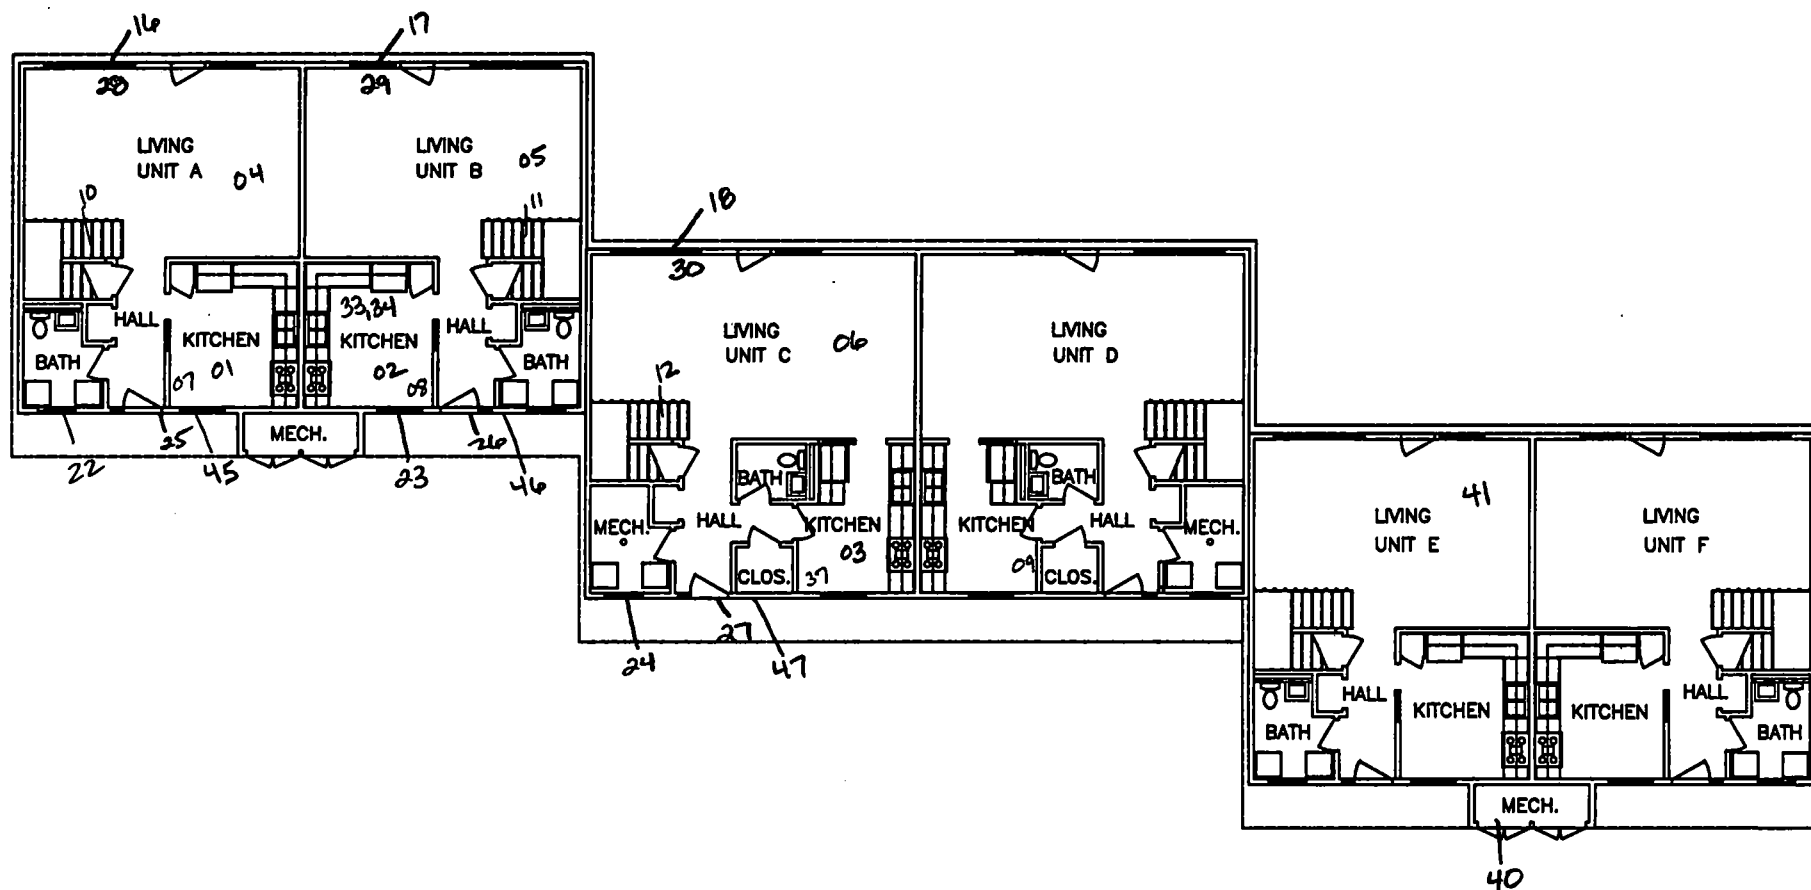 16
17
28
29
LIVING
UNIT A
04
LIVING
UNIT B
05
10
11
33,34
HALL
KITCHEN
01
07
BATH
KITCHEN
02
08
HALL
BATH
MECH.
22
25
45
23
26
46
18
30
LIVING
UNIT C
06
LIVING
UNIT D
12
BATH
BATH
MECH.
HALL
KITCHEN
03
37
CLOS.
KITCHEN
09
HALL
CLOS.
MECH.
24
27
47
LIVING
UNIT E
41
LIVING
UNIT F
HALL
KITCHEN
BATH
KITCHEN
HALL
BATH
MECH.
40